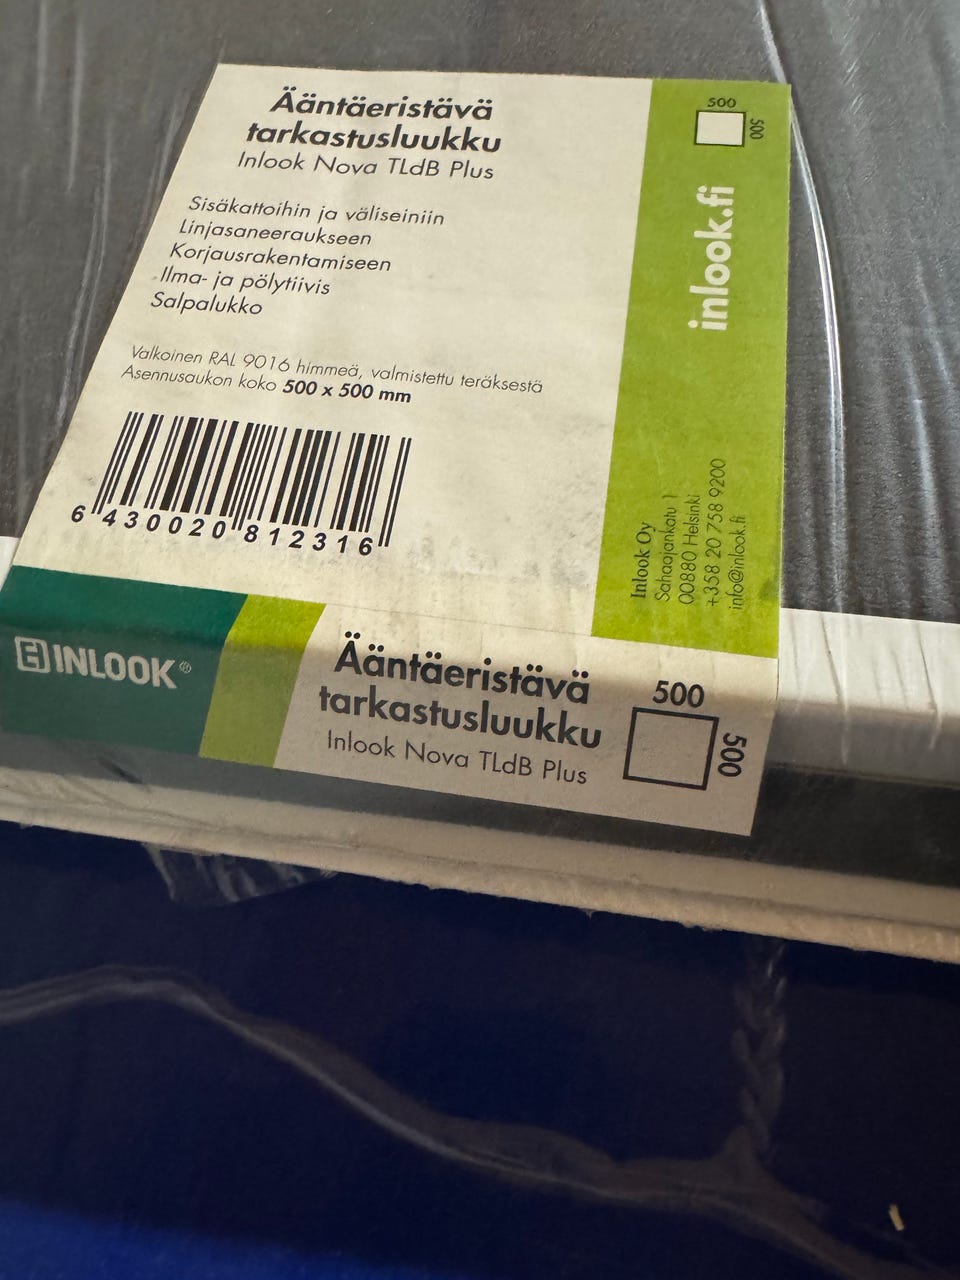 Ääntäeristävä
tarkastusluukku
Inlook Nova TLdB Plus
Sisäkattoihin ja väliseiniin
Linjasaneeraukseen
Korjausrakentamiseen
Ilma- ja pölytiivis
Salpalukko
Valkoinen RAL 9016 himmeä, valmistettu teräksestä
Asennusaukon koko 500 x 500 mm
6 430020 812316
500
500
inlook.fi
Inlook Oy
Sahaajankatu 1
00880 Helsinki
+358 20 758 9200
info@inlook.fi
INLOOK®
Ääntäeristävä
tarkastusluukku
Inlook Nova TLdB Plus
500
500